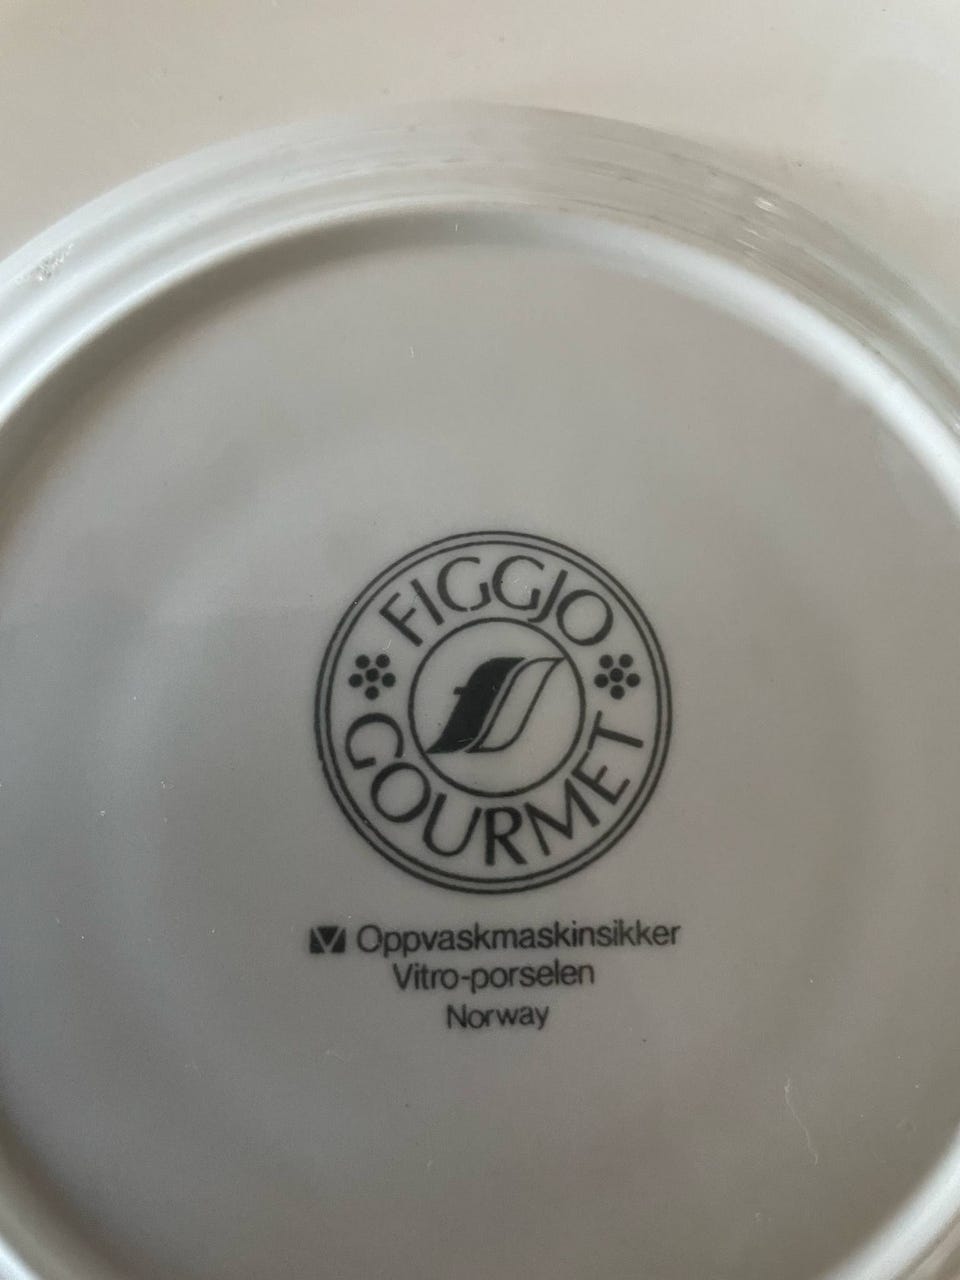 FIGGJO
GOURMET
Oppvaskmaskinsikker
Vitro-porselen
Norway